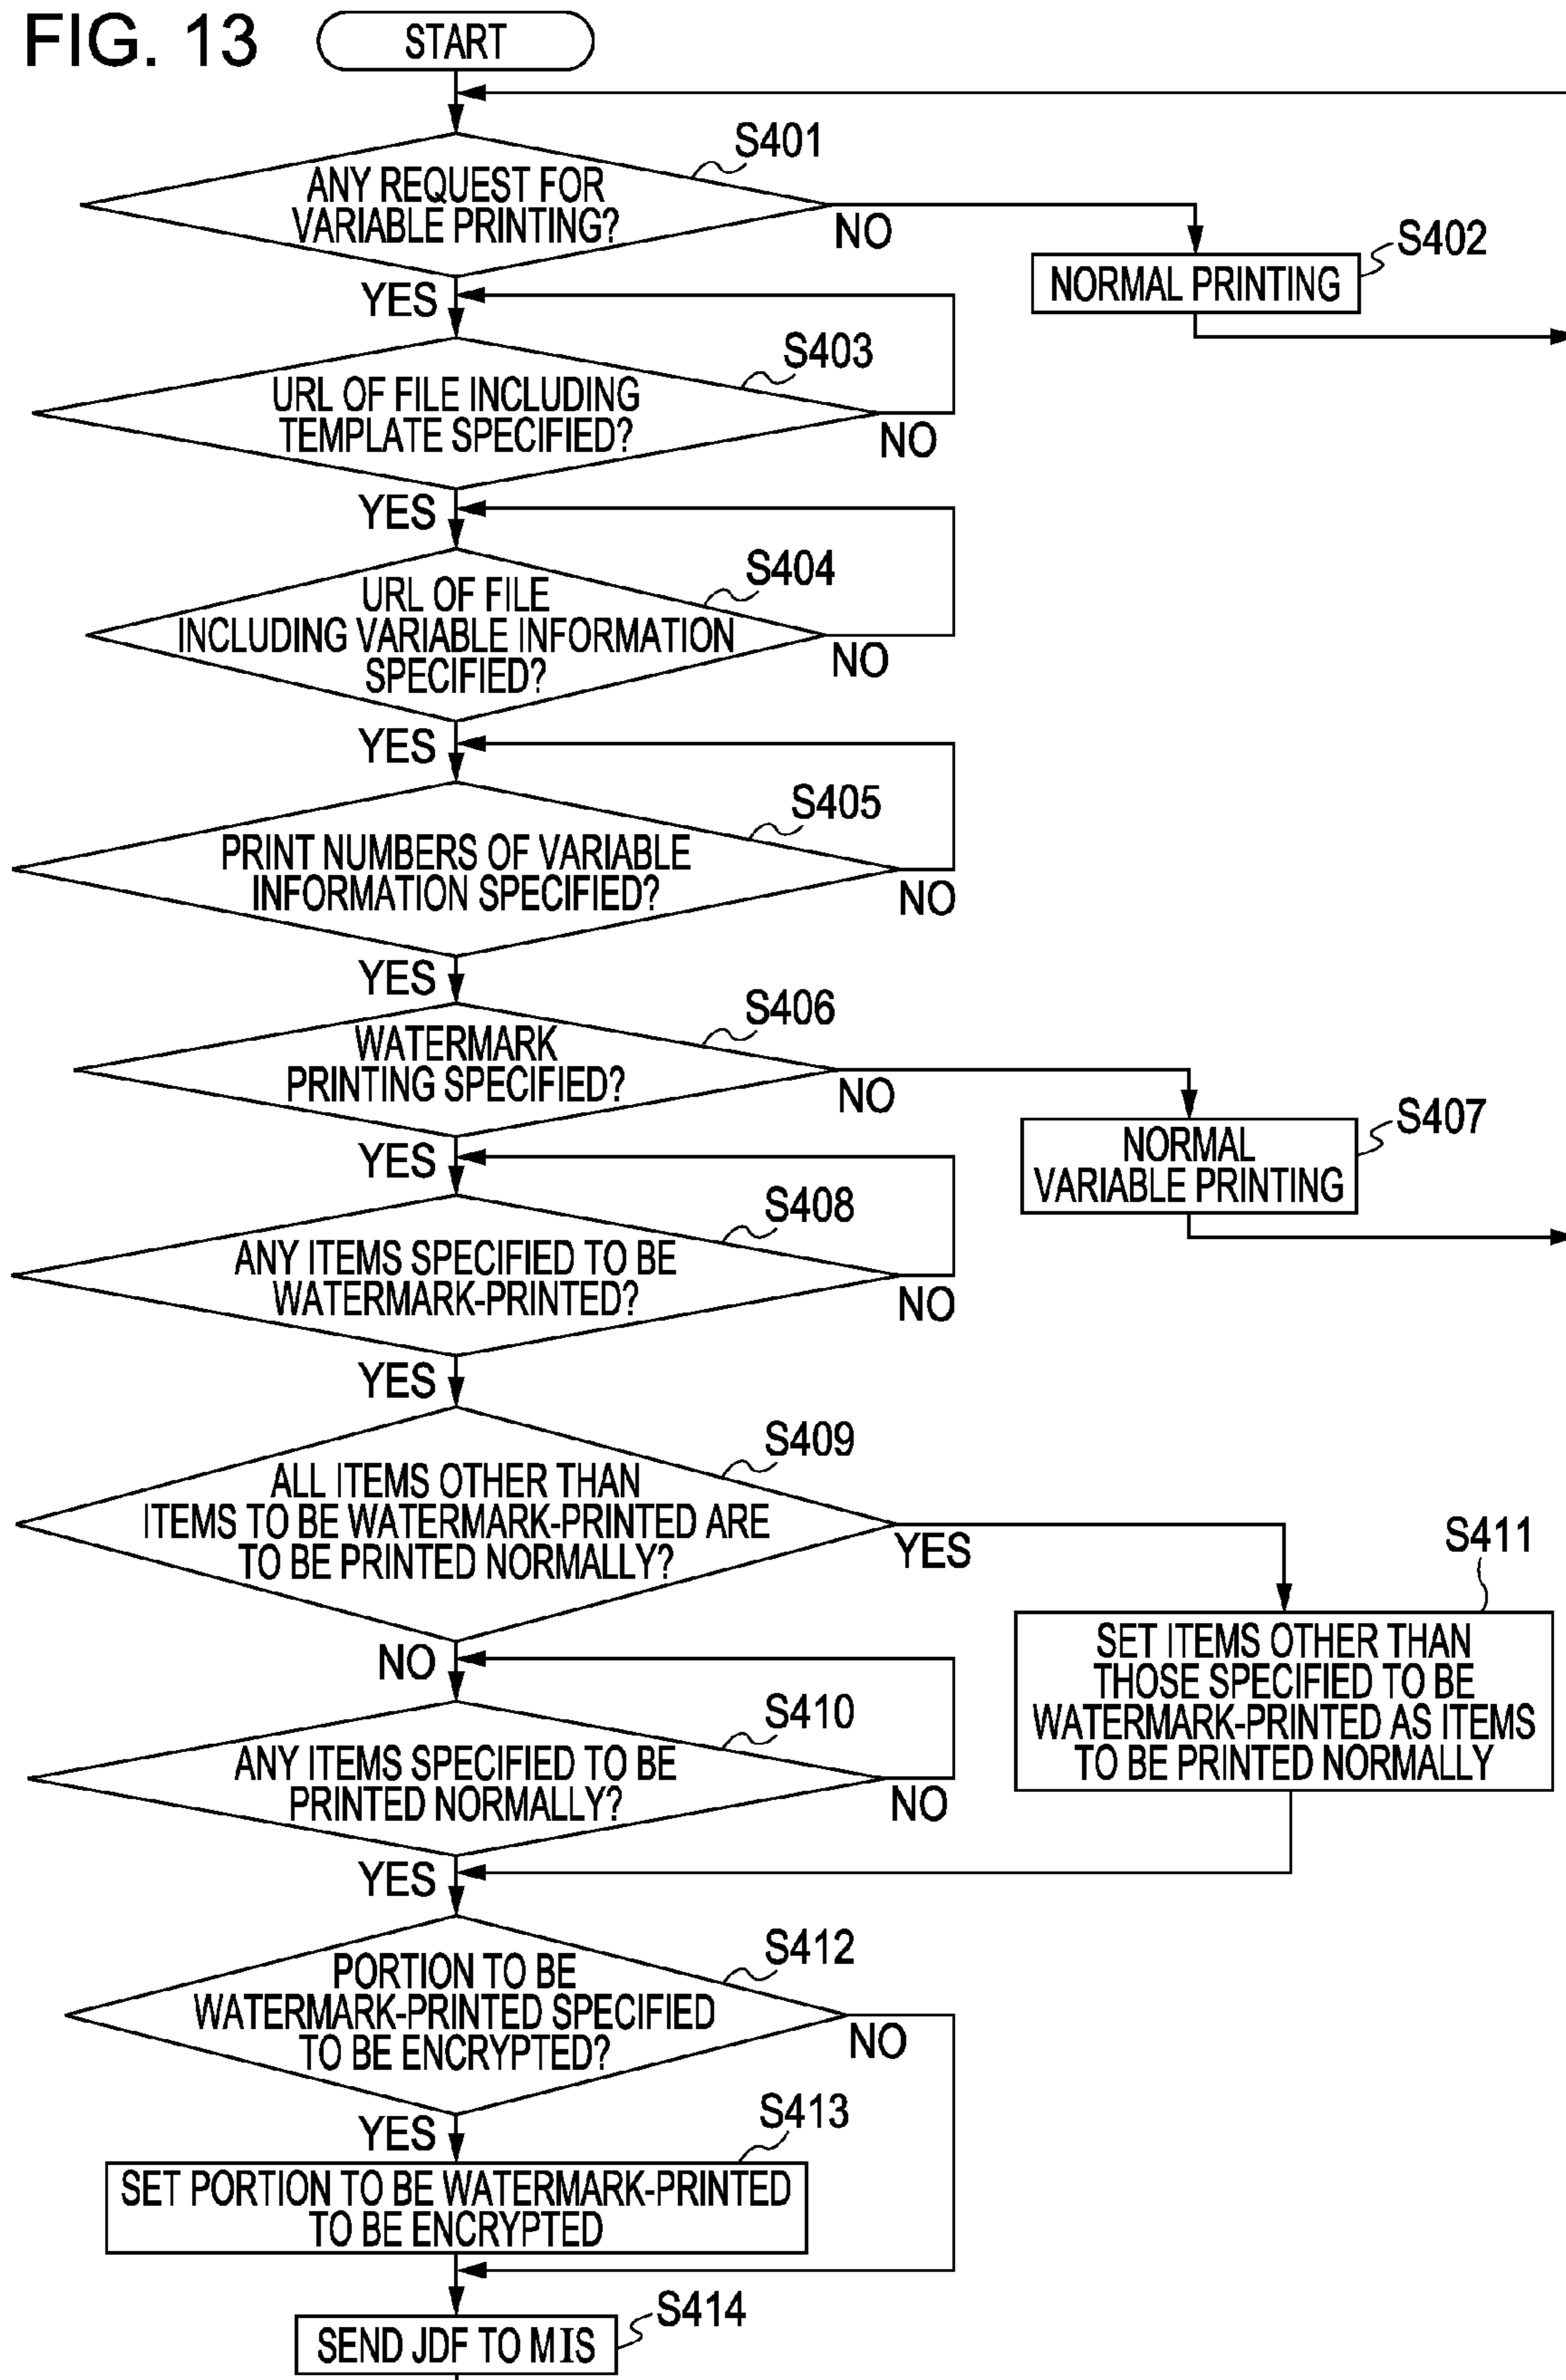 FIG. 13
START
S401
ANY REQUEST FOR
VARIABLE PRINTING?
NO
S402
NORMAL PRINTING
YES
S403
URL OF FILE INCLUDING
TEMPLATE SPECIFIED?
NO
YES
S404
URL OF FILE
INCLUDING VARIABLE INFORMATION
SPECIFIED?
NO
YES
S405
PRINT NUMBERS OF VARIABLE
INFORMATION SPECIFIED?
NO
YES
S406
WATERMARK
PRINTING SPECIFIED?
NO
S407
NORMAL
VARIABLE PRINTING
YES
S408
ANY ITEMS SPECIFIED TO BE
WATERMARK-PRINTED?
NO
YES
S409
ALL ITEMS OTHER THAN
ITEMS TO BE WATERMARK-PRINTED ARE
TO BE PRINTED NORMALLY?
YES
S411
SET ITEMS OTHER THAN
THOSE SPECIFIED TO BE
WATERMARK-PRINTED AS ITEMS
TO BE PRINTED NORMALLY
NO
S410
ANY ITEMS SPECIFIED TO BE
PRINTED NORMALLY?
NO
YES
S412
PORTION TO BE
WATERMARK-PRINTED SPECIFIED
TO BE ENCRYPTED?
NO
YES
S413
SET PORTION TO BE WATERMARK-PRINTED
TO BE ENCRYPTED
S414
SEND JDF TO MIS